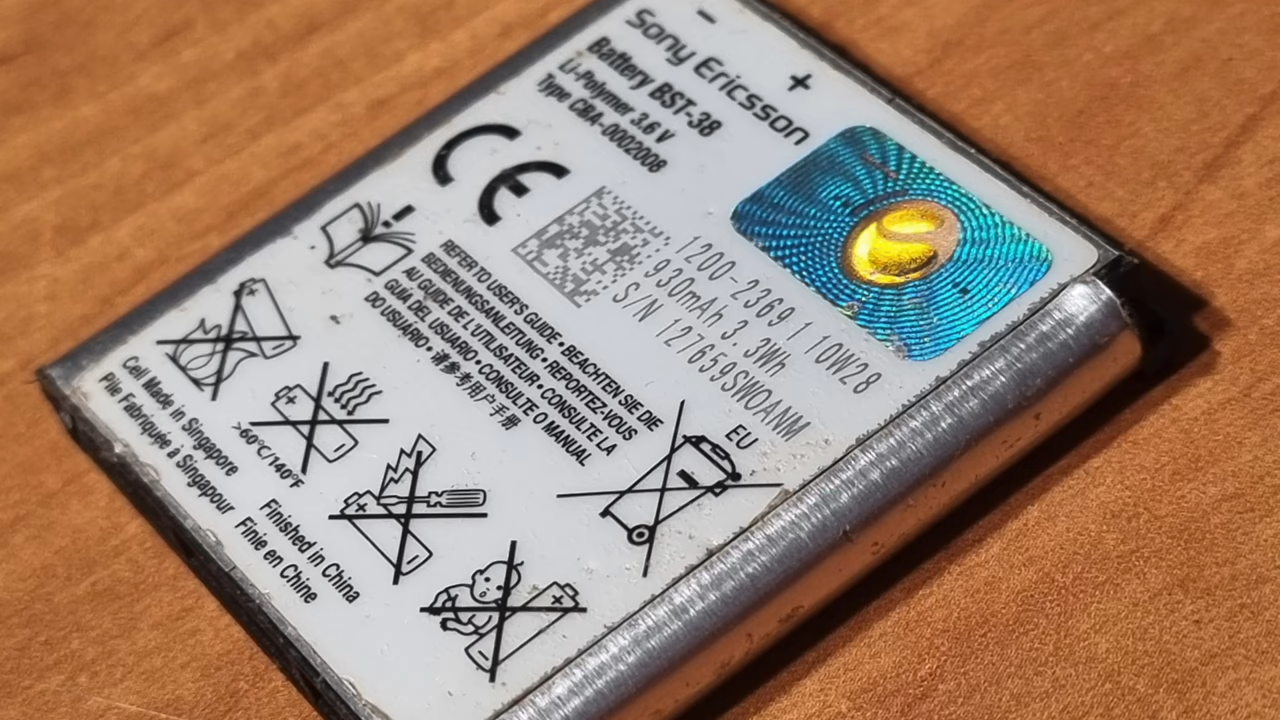 Sony Ericsson
Battery BST-38
Li-Polymer 3.6 V
Type CBA-0002008
CE
1200-2369 1 10W28
930mAh 3.3Wh
S/N 127659SWOANM
REFER TO USER'S GUIDE • BEACHTEN SIE DIE
BEDIENUNGSANLEITUNG • REPORTEZ-VOUS
AU GUIDE DE L'UTILISATEUR • CONSULTE LA
GUIA DEL USUARIO • CONSULTE O MANUAL
DO USUÁRIO • 请参考用户手册
EU
>60°C/140°F
Cell Made in Singapore
Pile Fabriquée à Singapour
Finished in China
Finie en Chine